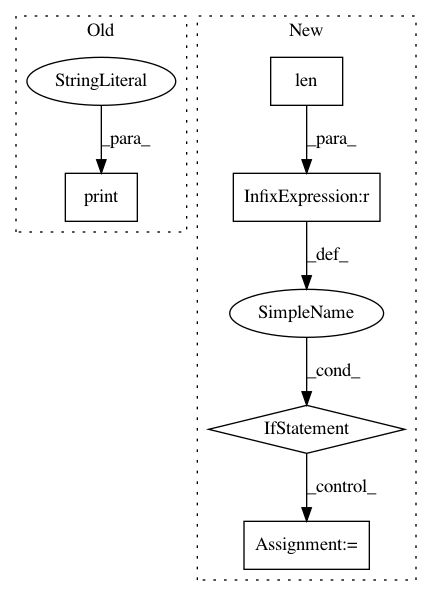 Old
StringLiteral
_para_
print
New
len
_para_
InfixExpression:r
_def_
SimpleName
_cond_
IfStatement
_control_
Assignment:=